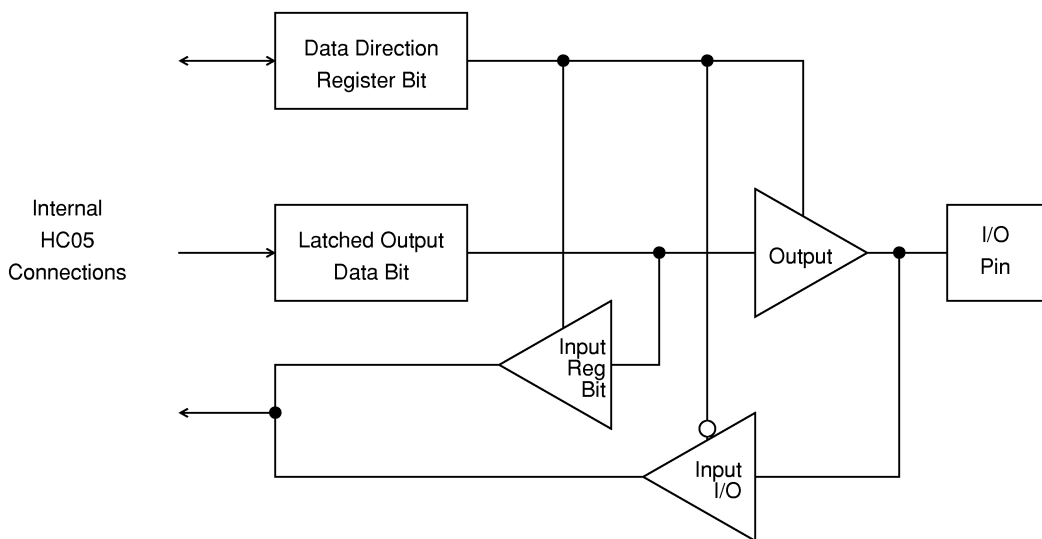 Data Direction
Register Bit
Internal
HC05
Connections
Latched Output
Data Bit
Output
I/O
Pin
Input
Reg
Bit
Input
I/O